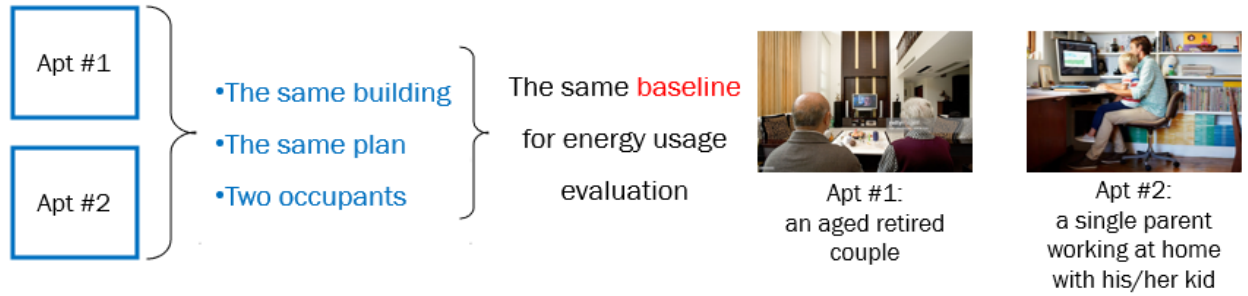 Apt #1
Apt #2
•The same building
•The same plan
•Two occupants
The same baseline
for energy usage
evaluation
Apt #1:
an aged retired
couple
Apt #2:
a single parent
working at home
with his/her kid